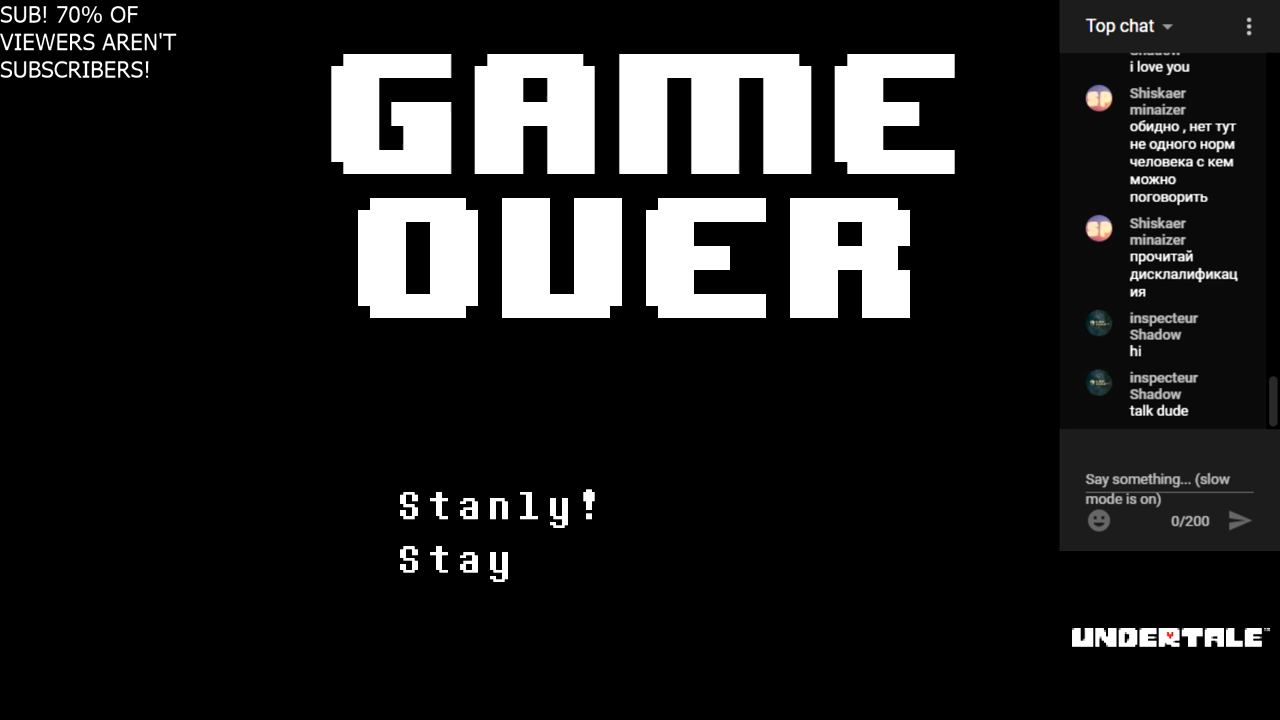 SUB! 70% OF
VIEWERS AREN'T
SUBSCRIBERS!
GAME
OVER
Stanly!
Stay
Top chat
Shadow
i love you
Shiskaer
minaizer
обидно , нет тут
не одного норм
человека с кем
можно
поговорить
Shiskaer
minaizer
прочитай
дисклалификац
ия
inspecteur
Shadow
hi
inspecteur
Shadow
talk dude
Say something... (slow
mode is on)
0/200
UNDERTALE